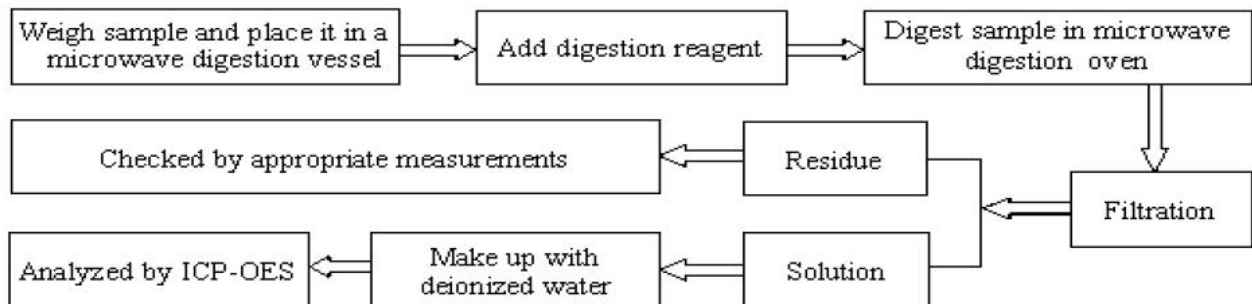 Weigh sample and place it in a
microwave digestion vessel
Add digestion reagent
Digest sample in microwave
digestion oven
Filtration
Residue
Checked by appropriate measurements
Solution
Make up with
deionized water
Analyzed by ICP-OES